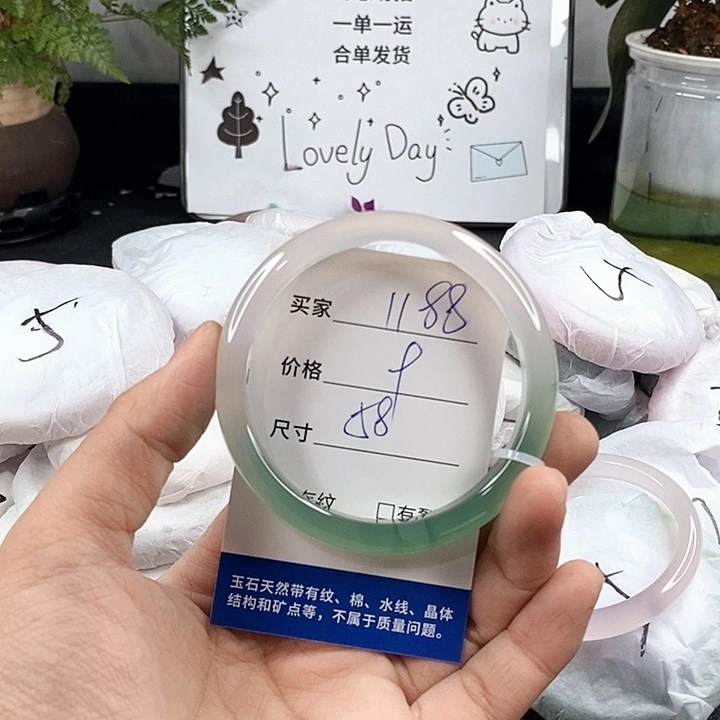 一单一运
合单发货
Lovely Day
买家 1188
价格
尺寸 58
有裂
玉石天然带有纹、棉、水线、晶体
结构和矿点等，不属于质量问题。